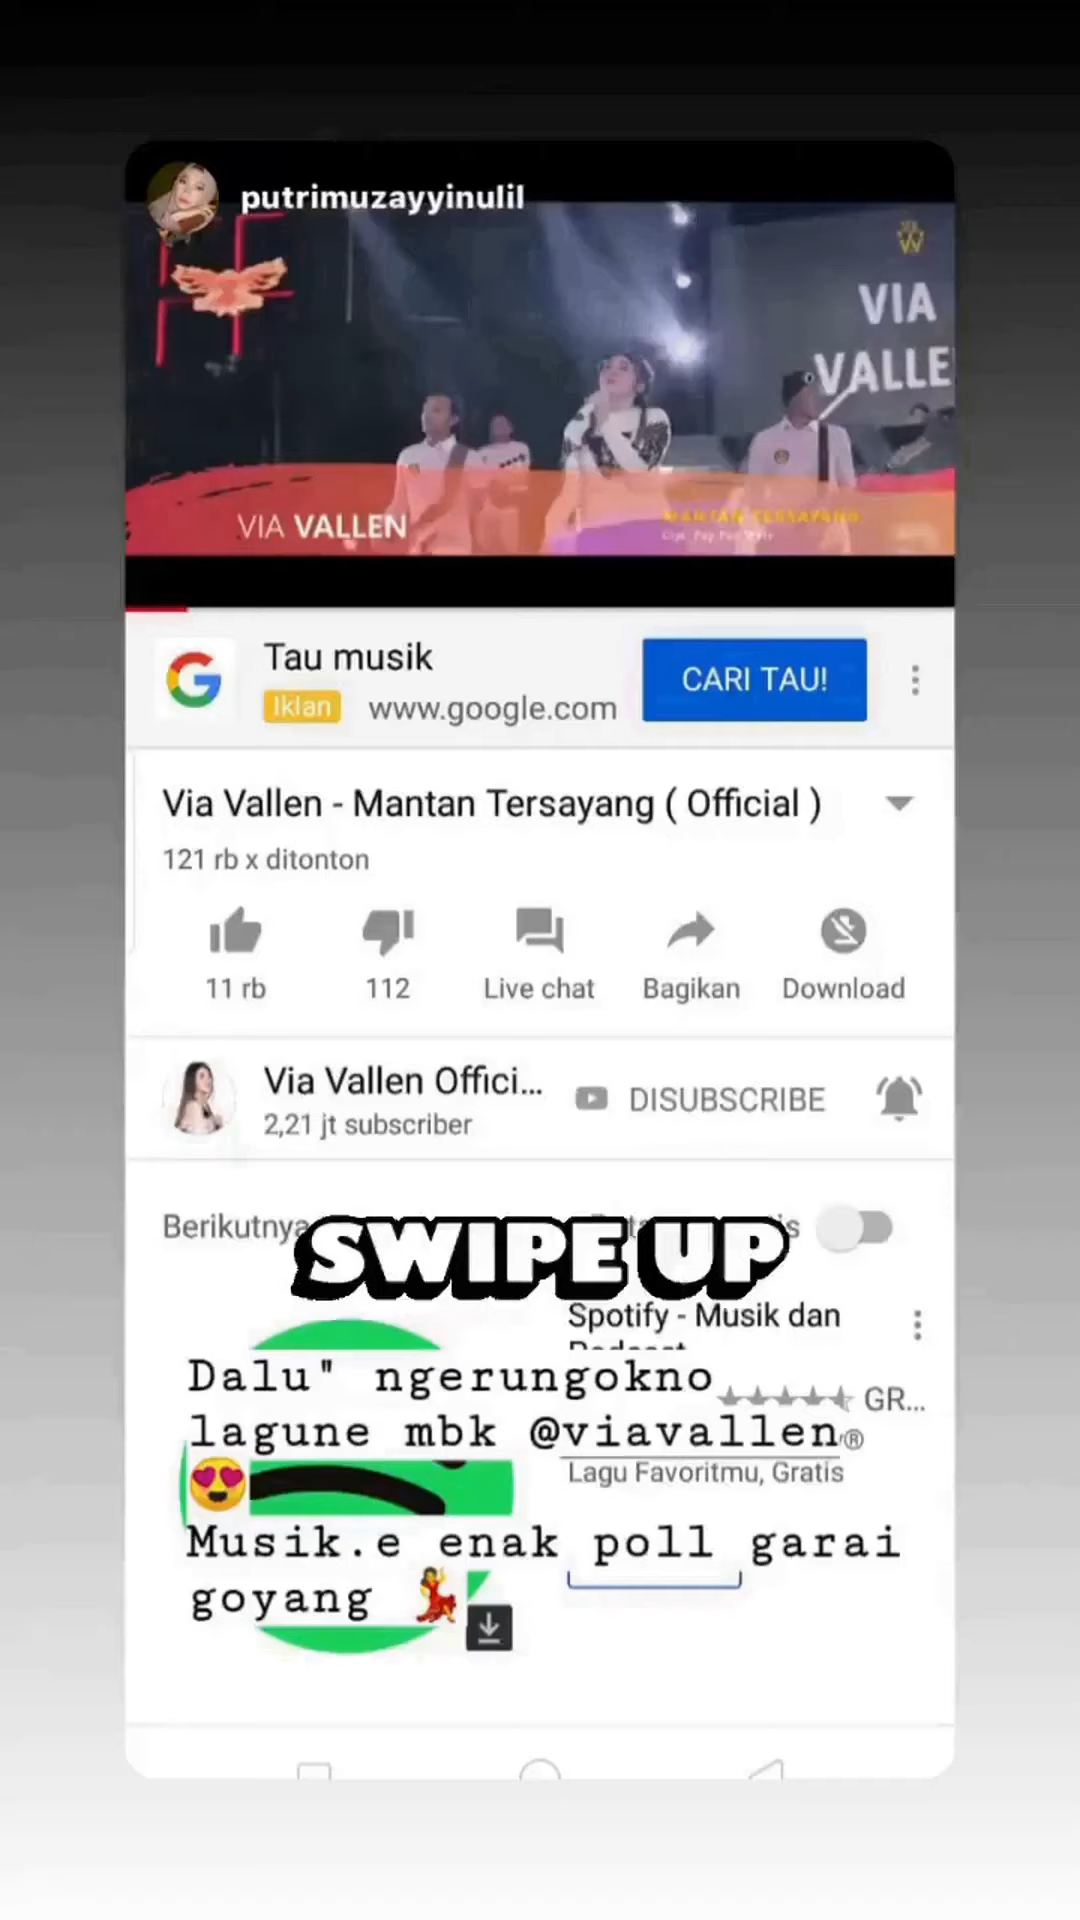 putrimuzayyinulil
VIA
VALLE
VIA VALLEN
MANTAN TERSAYANG
Tau musik
Iklan www.google.com
CARI TAU!
Via Vallen - Mantan Tersayang ( Official )
121 rb x ditonton
11 rb
112
Live chat
Bagikan
Download
Via Vallen Offici...
2,21 jt subscriber
DISUBSCRIBE
Berikutnya
SWIPE UP
Spotify - Musik dan
Dalu" ngerungokno
GR...
lagune mbk @viavallen®
Lagu Favoritmu, Gratis
😍
Musik.e enak poll garai
goyang 💃